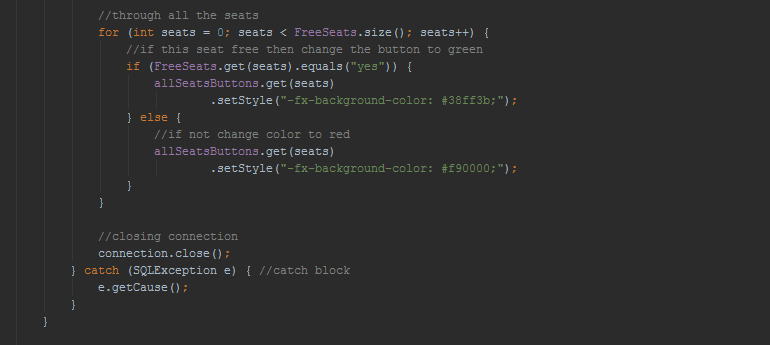 //through all the seats
for (int seats = 0; seats < FreeSeats.size(); seats++) {
//if this seat free then change the button to green
if (FreeSeats.get(seats).equals("yes")) {
allSeatsButtons.get(seats)
.setStyle("-fx-background-color: #38ff3b;");
} else {
//if not change color to red
allSeatsButtons.get(seats)
.setStyle("-fx-background-color: #f90000;");
}
}
//closing connection
connection.close();
} catch (SQLException e) { //catch block
e.getCause();
}
}